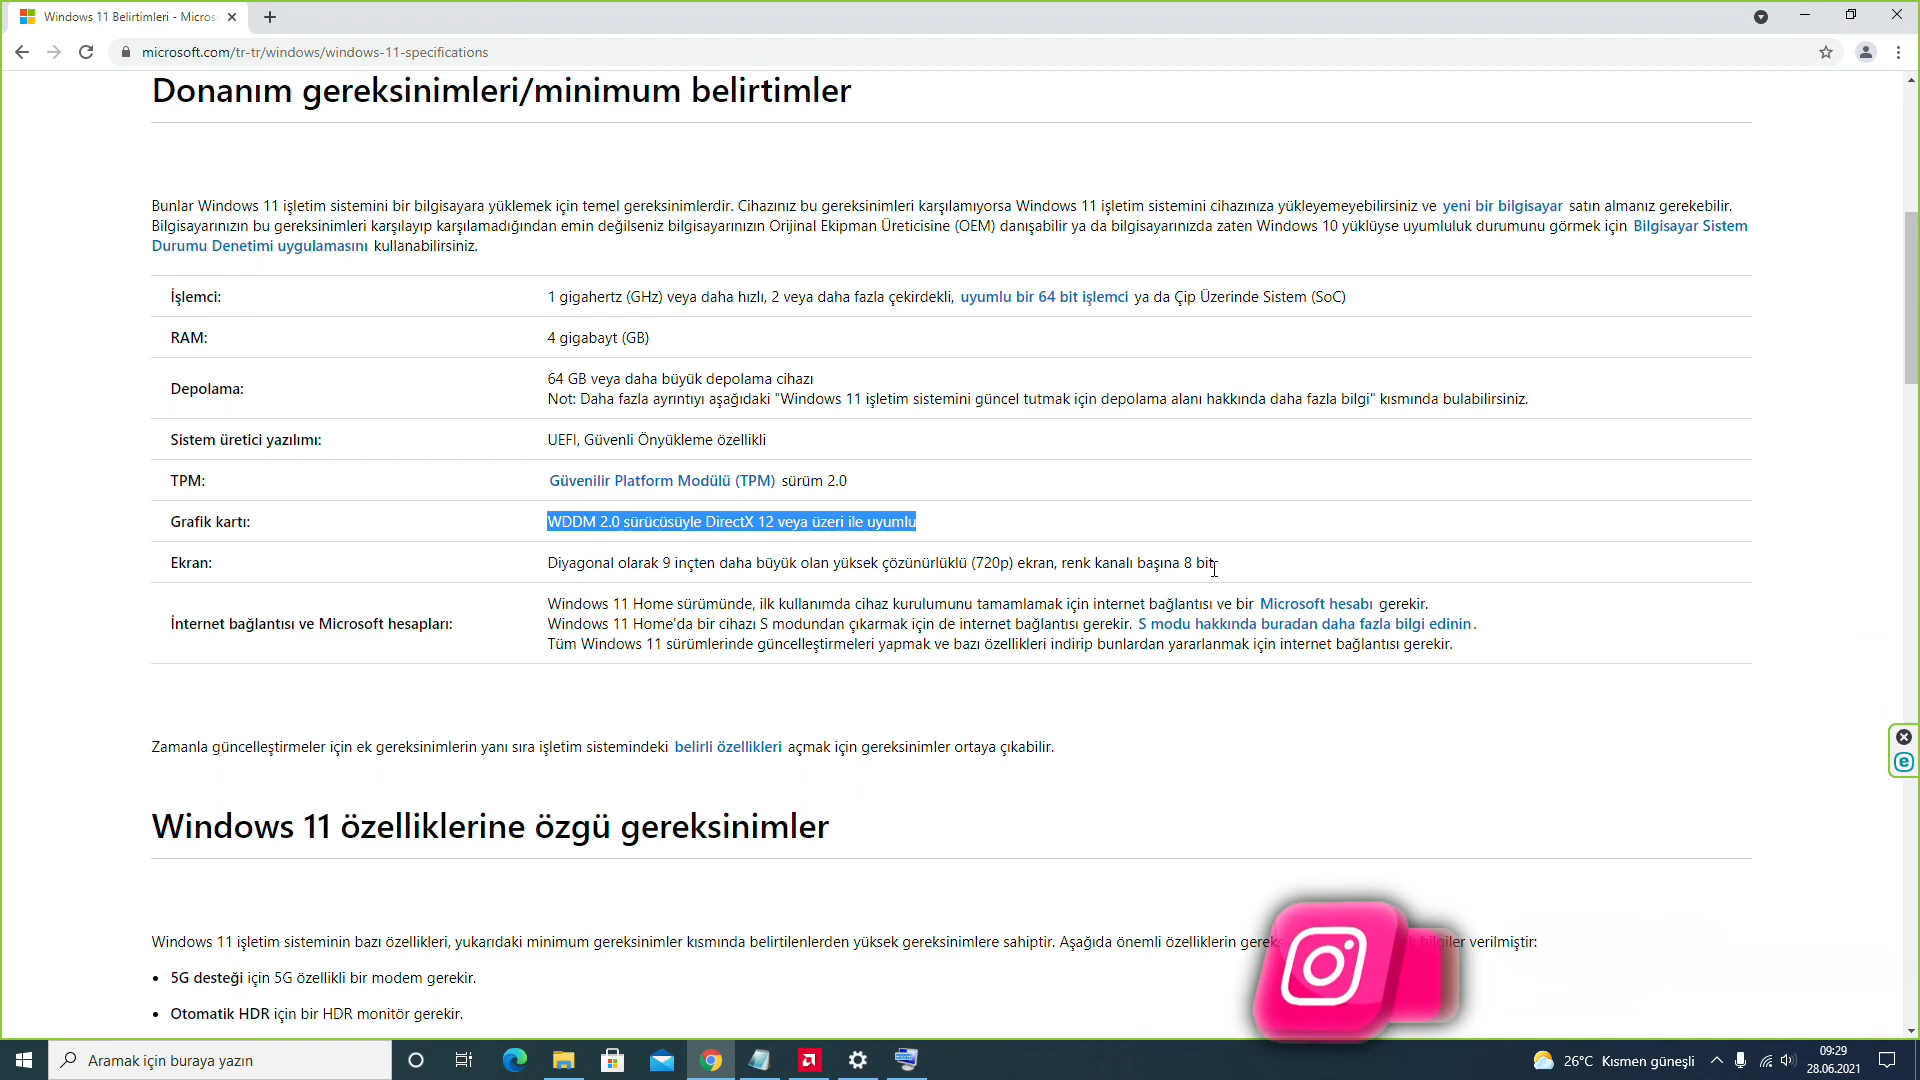 Windows 11 Belirtimleri - Micros
microsoft.com/tr-tr/windows/windows-11-specifications
Donanım gereksinimleri/minimum belirtimler
Bunlar Windows 11 işletim sistemini bir bilgisayara yüklemek için temel gereksinimlerdir. Cihazınız bu gereksinimleri karşılamıyorsa Windows 11 işletim sistemini cihazınıza yükleyemeyebilirsiniz ve yeni bir bilgisayar satın almanız gerekebilir.
Bilgisayarınızın bu gereksinimleri karşılayıp karşılamadığından emin değilseniz bilgisayarınızın Orijinal Ekipman Üreticisine (OEM) danışabilir ya da bilgisayarınızda zaten Windows 10 yüklüyse uyumluluk durumunu görmek için Bilgisayar Sistem
Durumu Denetimi uygulamasını kullanabilirsiniz.
İşlemci: 1 gigahertz (GHz) veya daha hızlı, 2 veya daha fazla çekirdekli, uyumlu bir 64 bit işlemci ya da Çip Üzerinde Sistem (SoC)
RAM: 4 gigabayt (GB)
Depolama: 64 GB veya daha büyük depolama cihazı
Not: Daha fazla ayrıntıyı aşağıdaki "Windows 11 işletim sistemini güncel tutmak için depolama alanı hakkında daha fazla bilgi" kısmında bulabilirsiniz.
Sistem üretici yazılımı: UEFI, Güvenli Önyükleme özellikli
TPM: Güvenilir Platform Modülü (TPM) sürüm 2.0
Grafik kartı: WDDM 2.0 sürücüsüyle DirectX 12 veya üzeri ile uyumlu
Ekran: Diyagonal olarak 9 inçten daha büyük olan yüksek çözünürlüklü (720p) ekran, renk kanalı başına 8 bit
İnternet bağlantısı ve Microsoft hesapları: Windows 11 Home sürümünde, ilk kullanımda cihaz kurulumunu tamamlamak için internet bağlantısı ve bir Microsoft hesabı gerekir.
Windows 11 Home'da bir cihazı S modundan çıkarmak için de internet bağlantısı gerekir. S modu hakkında buradan daha fazla bilgi edinin.
Tüm Windows 11 sürümlerinde güncelleştirmeleri yapmak ve bazı özellikleri indirip bunlardan yararlanmak için internet bağlantısı gerekir.
Zamanla güncelleştirmeler için ek gereksinimlerin yanı sıra işletim sistemindeki belirli özellikleri açmak için gereksinimler ortaya çıkabilir.
Windows 11 özelliklerine özgü gereksinimler
Windows 11 işletim sisteminin bazı özellikleri, yukarıdaki minimum gereksinimler kısmında belirtilenlerden yüksek gereksinimlere sahiptir. Aşağıda önemli özelliklerin bilgiler verilmiştir:
• 5G desteği için 5G özellikli bir modem gerekir.
• Otomatik HDR için bir HDR monitör gerekir.
Aramak için buraya yazın
26°C Kısmen güneşli
09:29
28.06.2021